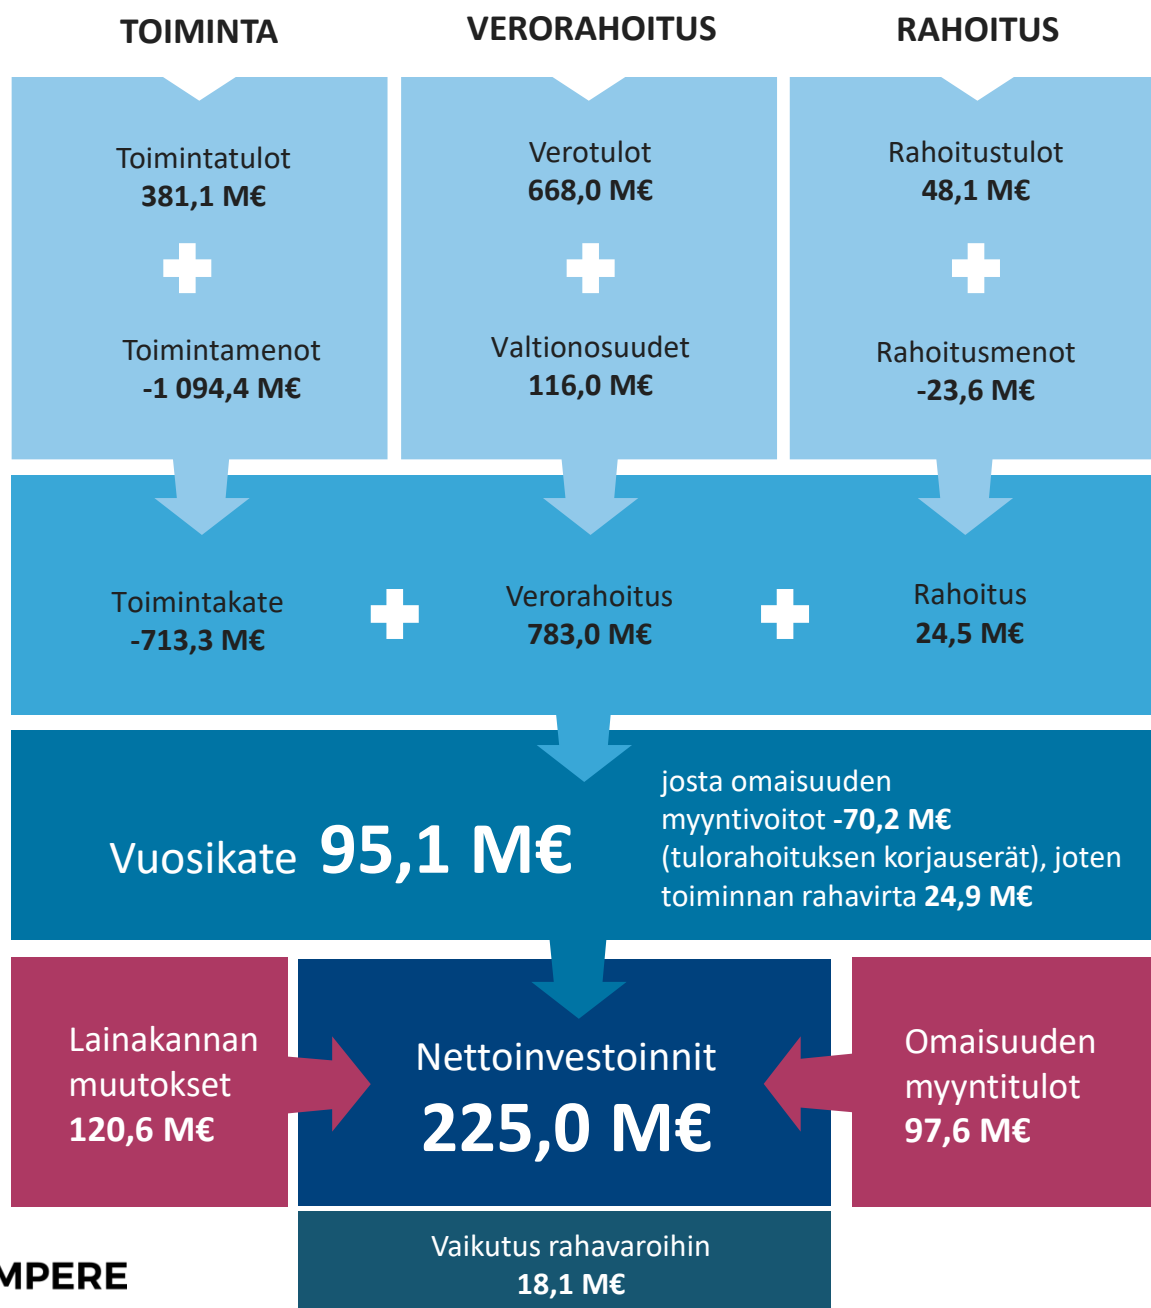 TOIMINTA
VERORAHOITUS
RAHOITUS
Toimintatulot
381,1 M€
Toimintamenot
-1 094,4 M€
Verotulot
668,0 M€
Valtionosuudet
116,0 M€
Rahoitustulot
48,1 M€
Rahoitusmenot
-23,6 M€
Toimintakate
-713,3 M€
Verorahoitus
783,0 M€
Rahoitus
24,5 M€
Vuosikate 95,1 M€
josta omaisuuden
myyntivoitot -70,2 M€
(tulorahoituksen korjauserät), joten
toiminnan rahavirta 24,9 M€
Lainakannan
muutokset
120,6 M€
Nettoinvestoinnit
225,0 M€
Omaisuuden
myyntitulot
97,6 M€
Vaikutus rahavaroihin
18,1 M€
MPERE